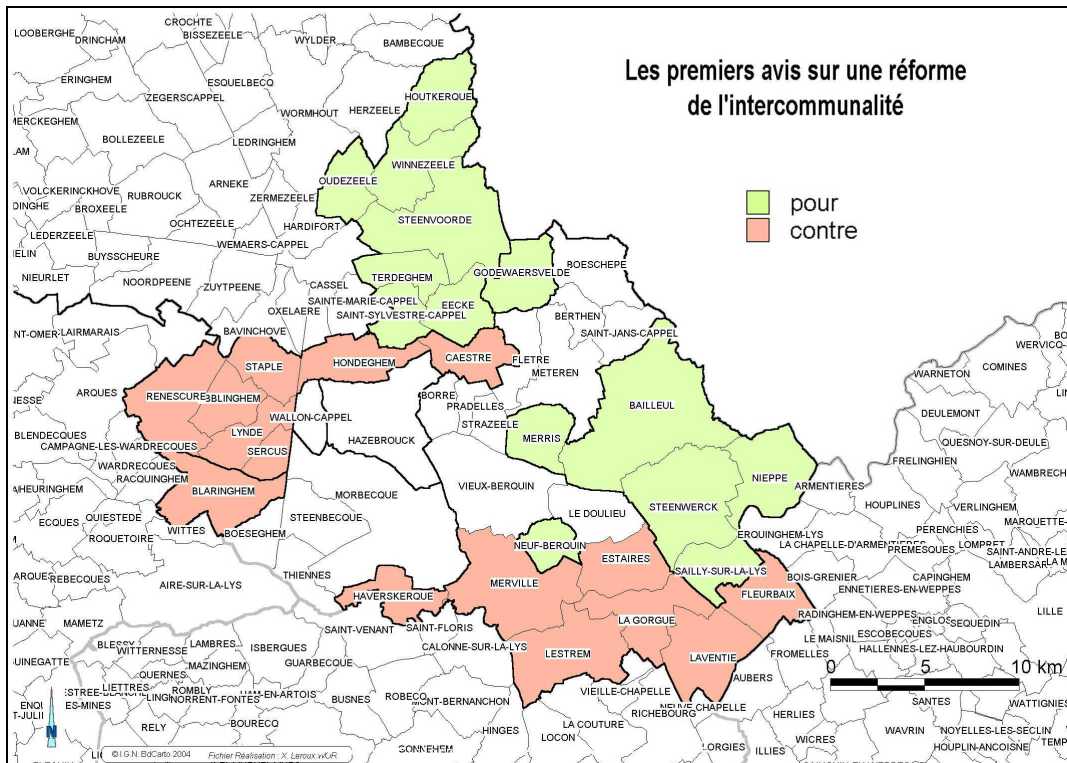 CROCHTE
BISSEZEELE
LOOBERGHE
DRINCHAM
WYLDER
BAMBECQUE
Les premiers avis sur une réforme
de l'intercommunalité
ERINGHEM
ESQUELBECQ
ZEGERSCAPPEL
HOUTKERQUE
WORMHOUT
HERZEELE
MERCKEGHEM
BOLLEZEELE
LEDRINGHEM
WINNEZEELE
OUDEZEELE
VOLCKERINCKHOVE
RUBROUCK
ARNEKE
ZERMEZEELE
BROXEELE
pour
STEENVOORDE
OCHTEZEELE
HARDIFORT
contre
LEDERZEELE
WEMAERS-CAPPEL
BUYSSCHEURE
BOESCHEPE
NIEURLET
NOORDPEENE
ZUYTPEENE
TERDEGHEM
GODEWAERSVELDE
CASSEL
SAINTE-MARIE-CAPPEL
EECKE
OXELAERE
SAINT-SYLVESTRE-CAPPEL
BERTHEN
BAVINCHOVE
SAINT-JANS-CAPPEL
CLAIRMARAIS
HONDEGHEM
CAESTRE
FLETRE
STAPLE
METEREN
WARNETON
COMINES
ARQUES
RENESCURE
BORRE
PRADELLES
BAILLEUL
WALLON-CAPPEL
STRAZEELE
DEULEMONT
BLENDECQUES
LYNDE
HAZEBROUCK
MERRIS
QUESNOY-SUR-DEULE
CAMPAGNE-LES-WARDRECQUES
SERCUS
FRELINGHIEN
WARDRECQUES
RACQUINGHEM
NIEPPE
ARMENTIERES
BLARINGHEM
MORBECQUE
VIEUX-BERQUIN
HOUPLINES
VERLINGHEM
ECQUES
QUIESTEDE
STEENBECQUE
LE DOULIEU
STEENWERCK
WITTES
BOESEGHEM
ERQUINGHEM-LYS
PERENCHIES
ROQUETOIRE
NEUF-BERQUIN
ESTAIRES
LA CHAPELLE-D'ARMENTIERES
PREMESQUES
LOMPRET
REBECQUES
AIRE-SUR-LA-LYS
THIENNES
MERVILLE
SAILLY-SUR-LA-LYS
BOIS-GRENIER
CAPINGHEM
HAVERSKERQUE
FLEURBAIX
ENNETIERES-EN-WEPPES
LILLE
MAMETZ
LA GORGUE
RADINGHEM-EN-WEPPES
ENGLOS
SEQUEDIN
SAINT-VENANT
SAINT-FLORIS
LE MAISNIL
ESCOBECQUES
BLESSY
LAMBRES
ISBERGUES
CALONNE-SUR-LA-LYS
LESTREM
LAVENTIE
FROMELLES
HALLENNES-LEZ-HAUBOURDIN
WITTERNESSE
MAZINGHEM
GUARBECQUE
0 5 10 km
QUERNES
AUBERS
LIETTRES
ROMBLY
NORRENT-FONTES
BUSNES
ROBECQ
MONT-BERNANCHON
VIEILLE-CHAPELLE
NEUVE-CHAPELLE
SANTES
WATTIGNIES
RICHEBOURG
RELY
BOURECQ
HINGES
LA COUTURE
HERLIES
LOCON
WAVRIN
NOYELLES-LES-SECLIN
WICRES
HOUPLIN-ANCOISNE
ILLIES
N
©I.G.N. BdCarto 2004
Fichier Réalisation : X. Leroux